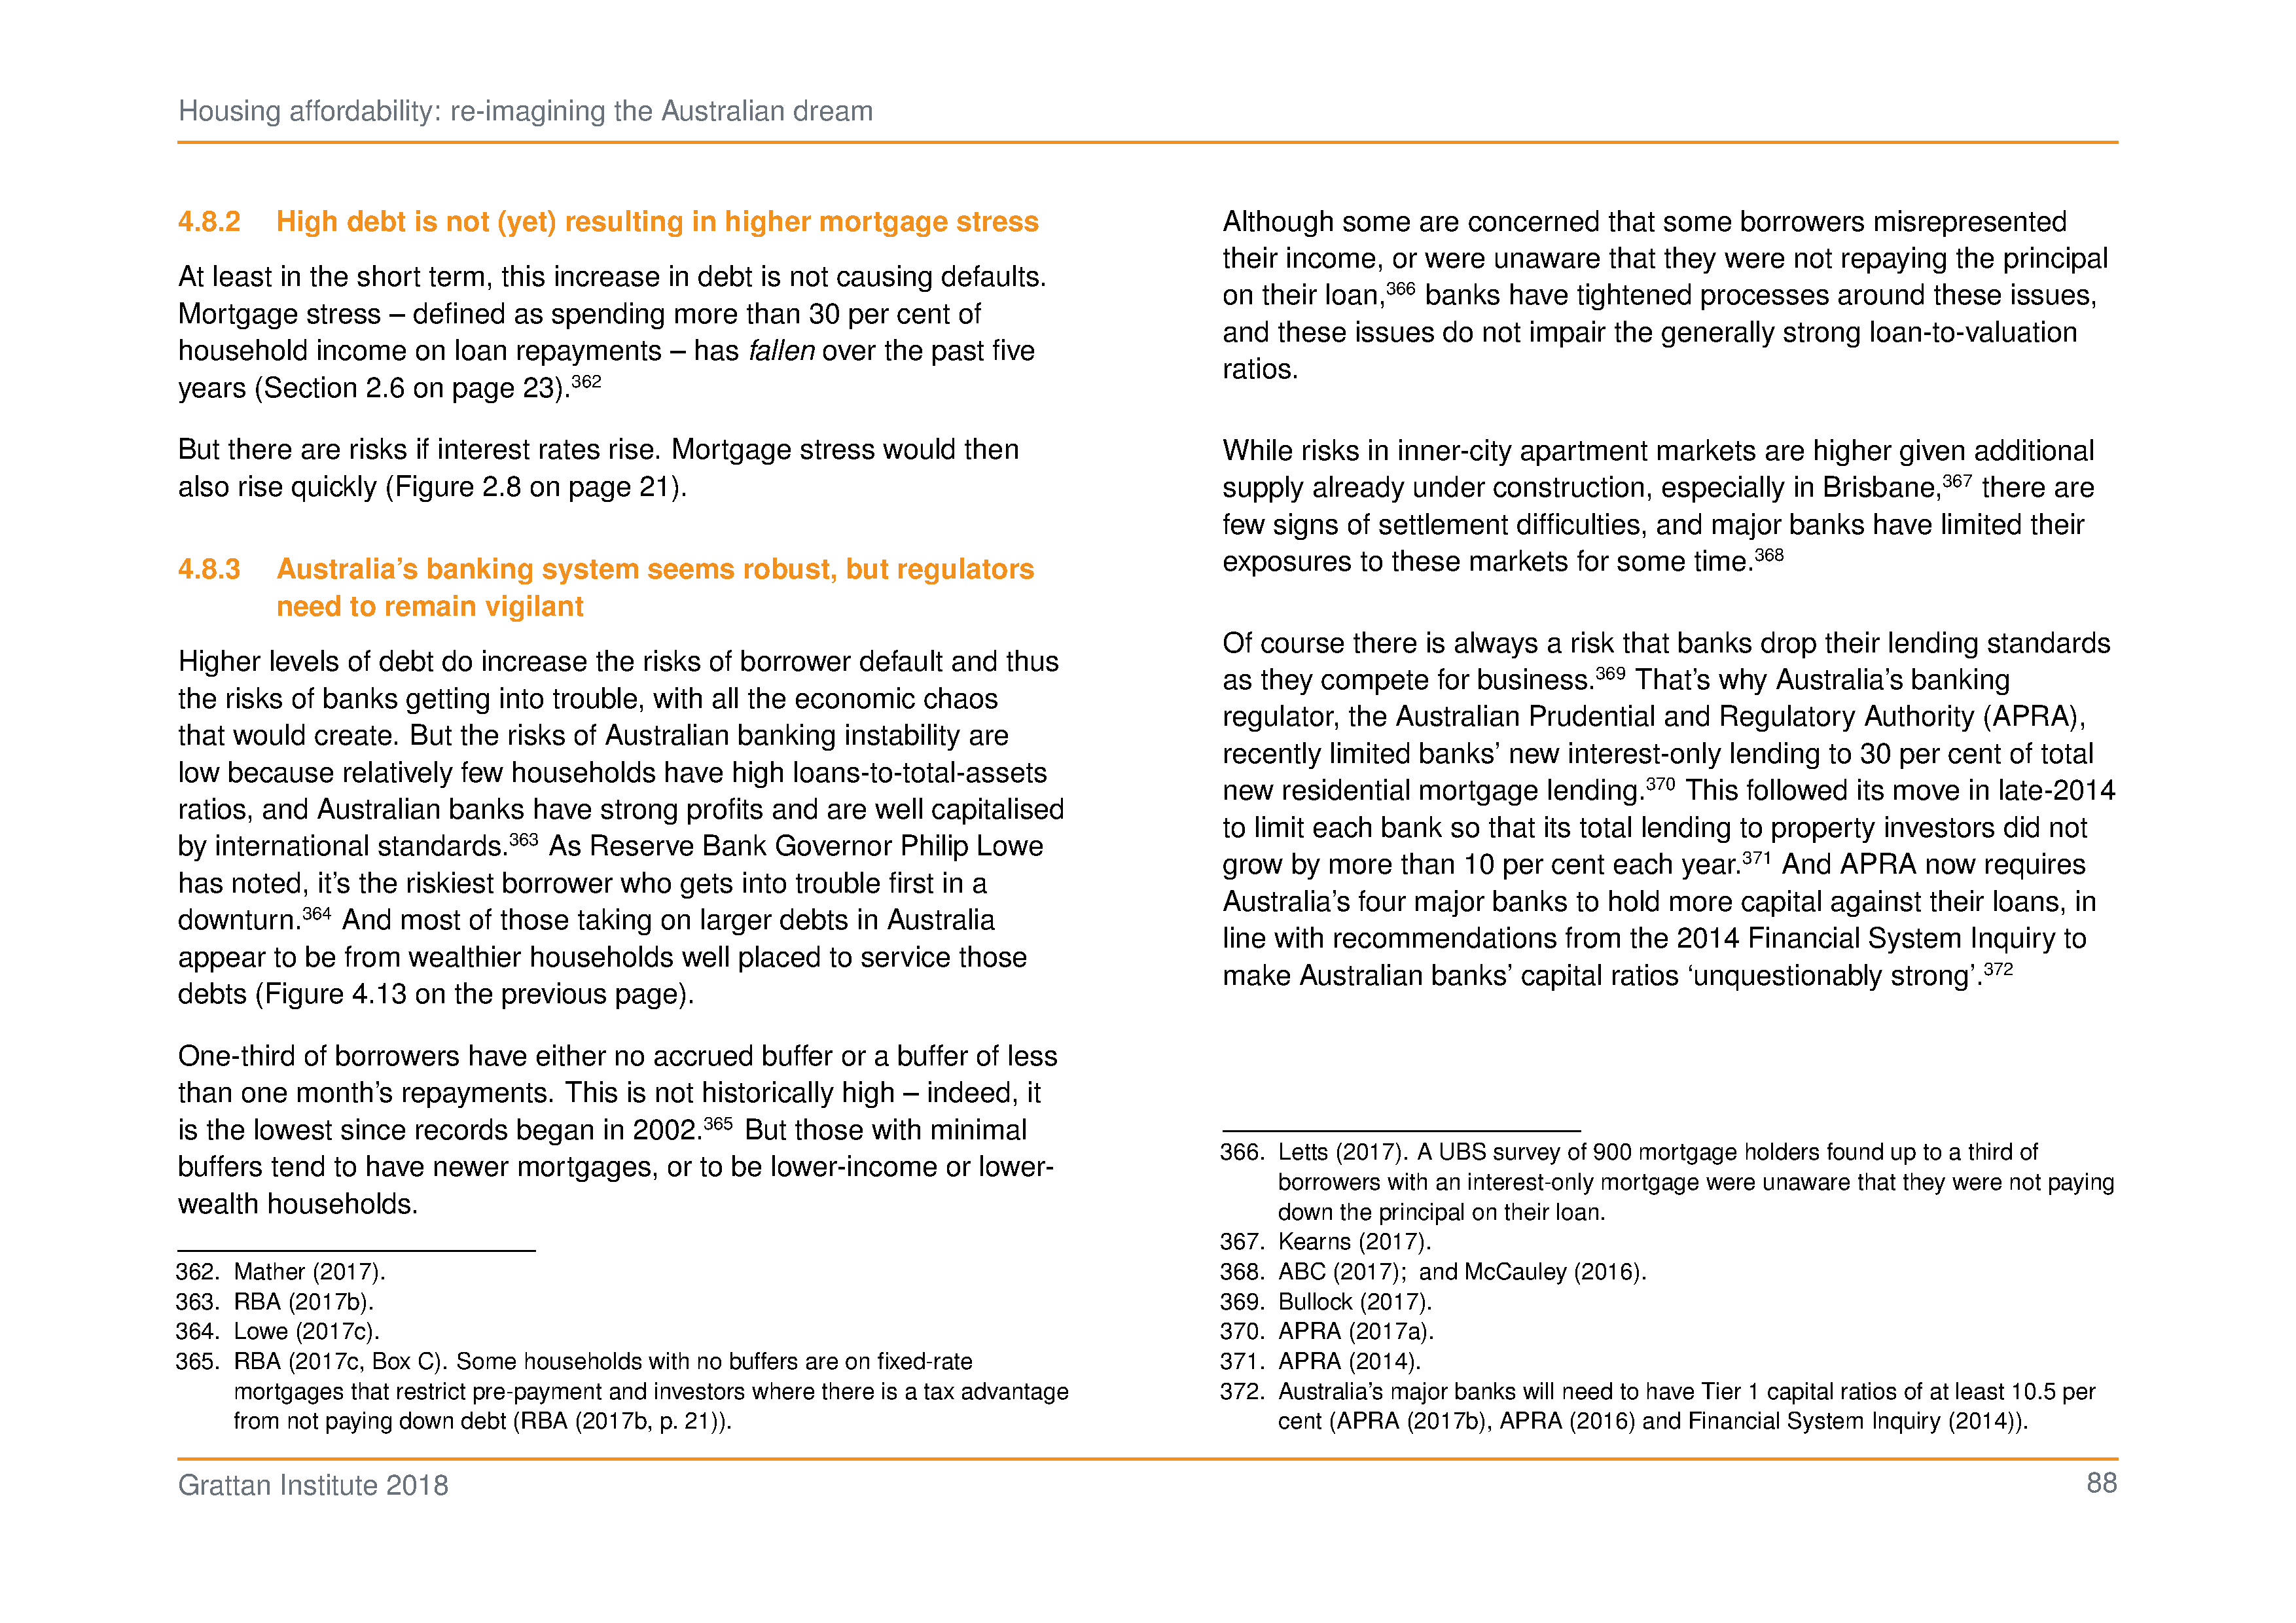 Housing affordability: re-imagining the Australian dream
4.8.2 High debt is not (yet) resulting in higher mortgage stress
At least in the short term, this increase in debt is not causing defaults.
Mortgage stress – defined as spending more than 30 per cent of
household income on loan repayments – has fallen over the past five
years (Section 2.6 on page 23).362
But there are risks if interest rates rise. Mortgage stress would then
also rise quickly (Figure 2.8 on page 21).
4.8.3 Australia’s banking system seems robust, but regulators
need to remain vigilant
Higher levels of debt do increase the risks of borrower default and thus
the risks of banks getting into trouble, with all the economic chaos
that would create. But the risks of Australian banking instability are
low because relatively few households have high loans-to-total-assets
ratios, and Australian banks have strong profits and are well capitalised
by international standards.363 As Reserve Bank Governor Philip Lowe
has noted, it’s the riskiest borrower who gets into trouble first in a
downturn.364 And most of those taking on larger debts in Australia
appear to be from wealthier households well placed to service those
debts (Figure 4.13 on the previous page).
One-third of borrowers have either no accrued buffer or a buffer of less
than one month’s repayments. This is not historically high – indeed, it
is the lowest since records began in 2002.365 But those with minimal
buffers tend to have newer mortgages, or to be lower-income or lower-
wealth households.
362. Mather (2017).
363. RBA (2017b).
364. Lowe (2017c).
365. RBA (2017c, Box C). Some households with no buffers are on fixed-rate
mortgages that restrict pre-payment and investors where there is a tax advantage
from not paying down debt (RBA (2017b, p. 21)).
Although some are concerned that some borrowers misrepresented
their income, or were unaware that they were not repaying the principal
on their loan,366 banks have tightened processes around these issues,
and these issues do not impair the generally strong loan-to-valuation
ratios.
While risks in inner-city apartment markets are higher given additional
supply already under construction, especially in Brisbane,367 there are
few signs of settlement difficulties, and major banks have limited their
exposures to these markets for some time.368
Of course there is always a risk that banks drop their lending standards
as they compete for business.369 That’s why Australia’s banking
regulator, the Australian Prudential and Regulatory Authority (APRA),
recently limited banks’ new interest-only lending to 30 per cent of total
new residential mortgage lending.370 This followed its move in late-2014
to limit each bank so that its total lending to property investors did not
grow by more than 10 per cent each year.371 And APRA now requires
Australia’s four major banks to hold more capital against their loans, in
line with recommendations from the 2014 Financial System Inquiry to
make Australian banks’ capital ratios ‘unquestionably strong’.372
366. Letts (2017). A UBS survey of 900 mortgage holders found up to a third of
borrowers with an interest-only mortgage were unaware that they were not paying
down the principal on their loan.
367. Kearns (2017).
368. ABC (2017); and McCauley (2016).
369. Bullock (2017).
370. APRA (2017a).
371. APRA (2014).
372. Australia’s major banks will need to have Tier 1 capital ratios of at least 10.5 per
cent (APRA (2017b), APRA (2016) and Financial System Inquiry (2014)).
Grattan Institute 2018
88